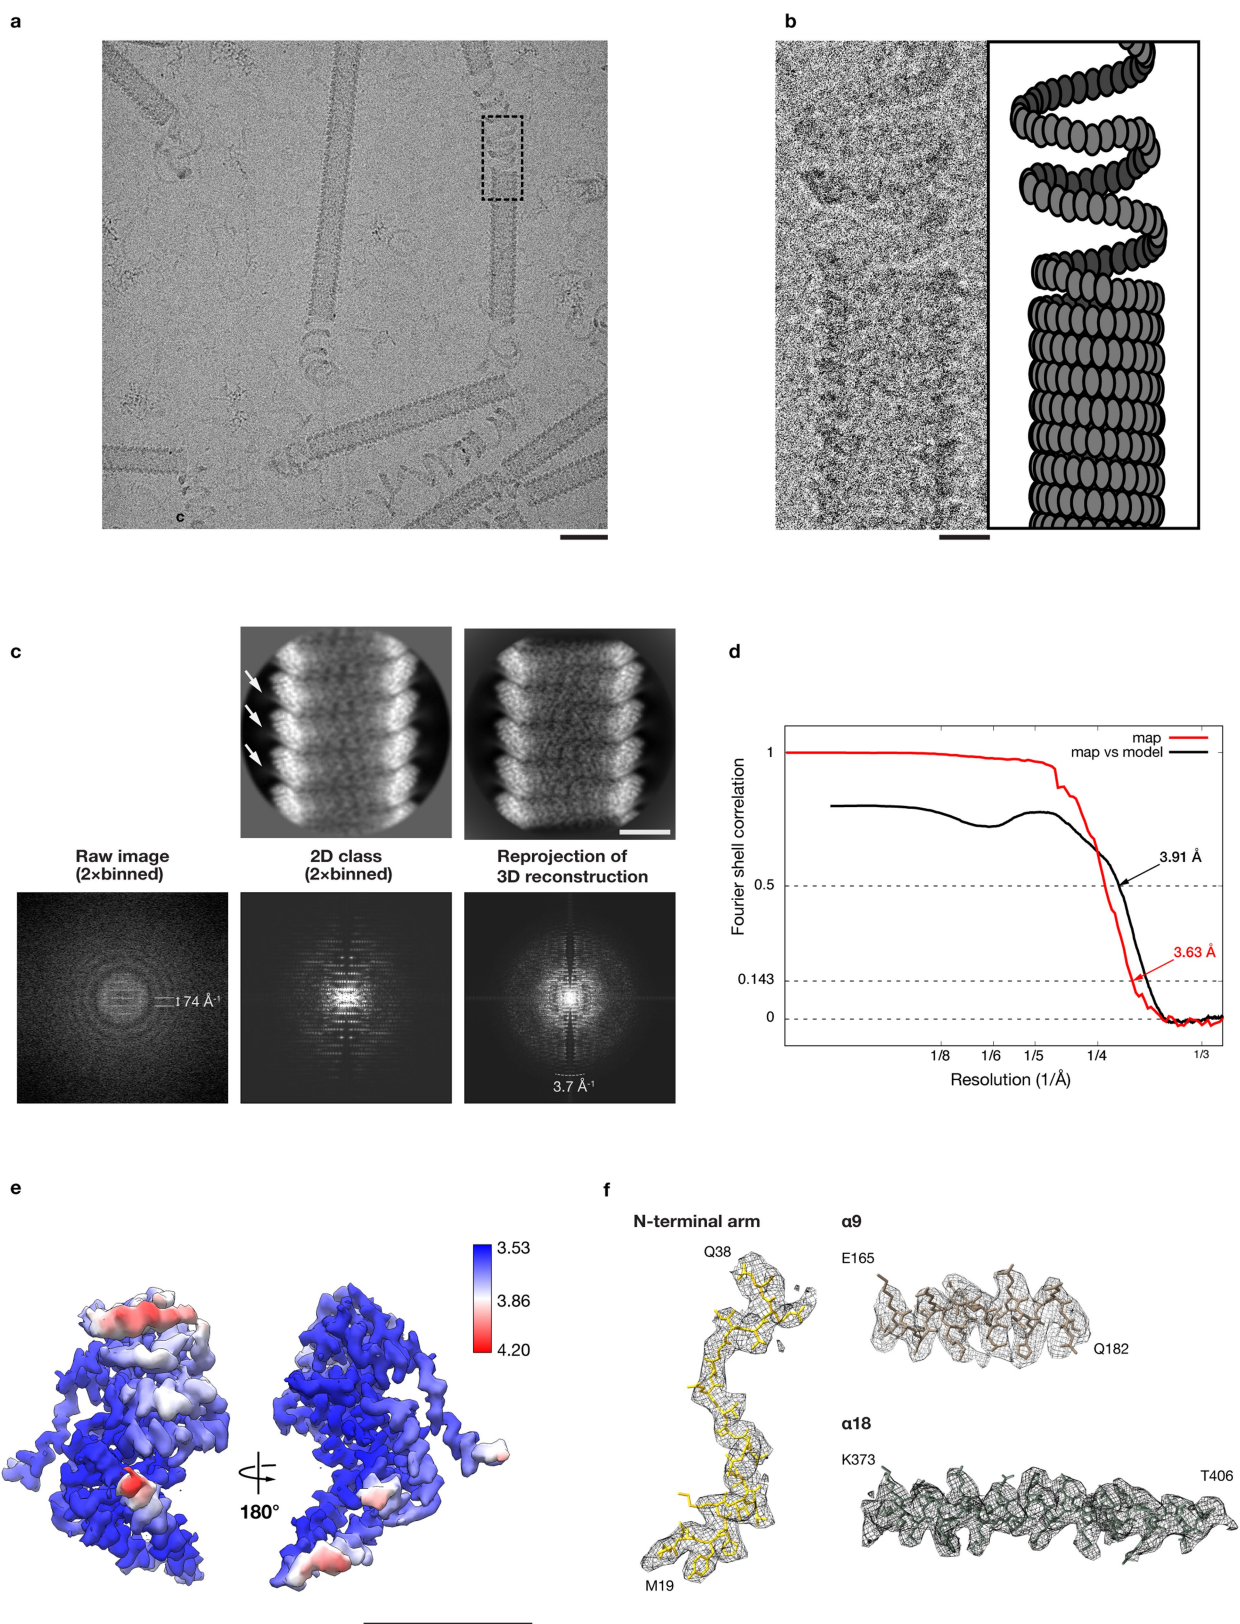 a
b
c
c
d
Raw image
(2×binned)
2D class
(2×binned)
Reprojection of
3D reconstruction
74 Å-1
3.7 Å-1
map
map vs model
1
0.5
0.143
0
3.91 Å
3.63 Å
Fourier shell correlation
1/8 1/6 1/5 1/4 1/3
Resolution (1/Å)
e
f
3.53
3.86
4.20
180°
N-terminal arm
Q38
M19
α9
E165
Q182
α18
K373
T406